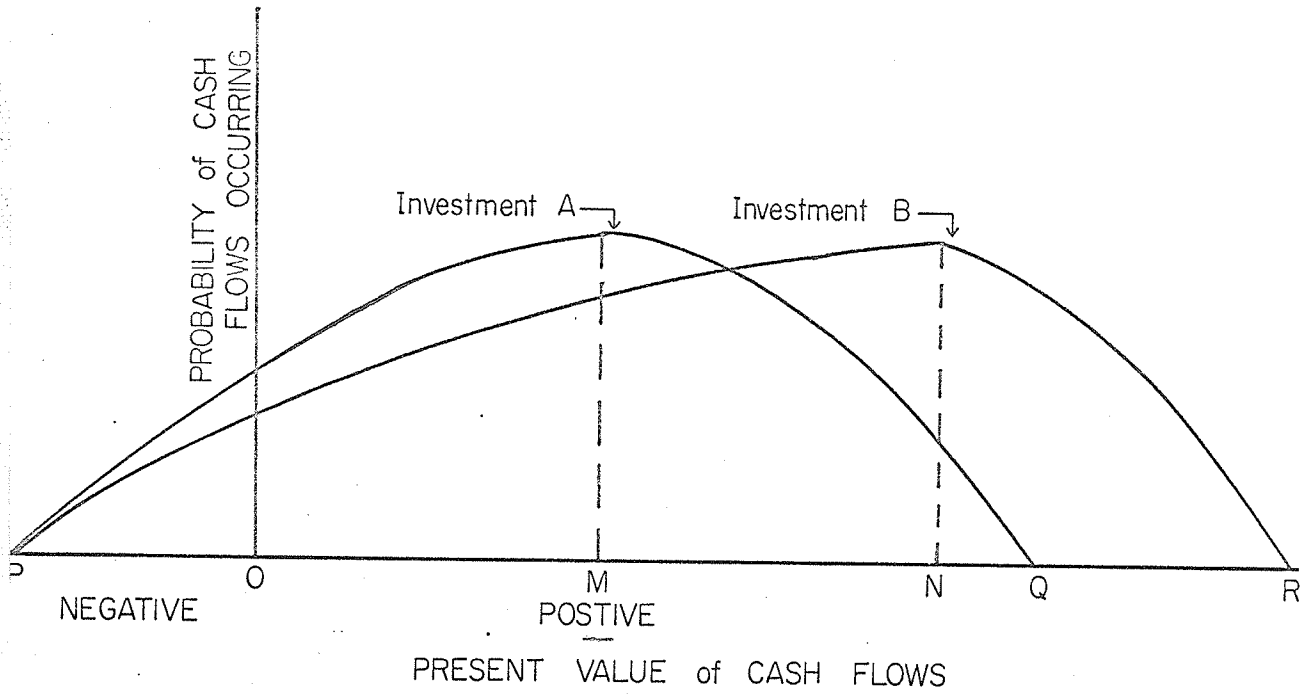 PROBABILITY of CASH
FLOWS OCCURRING
Investment A
Investment B
P
O
M
N
Q
R
NEGATIVE
POSTIVE
PRESENT VALUE of CASH FLOWS